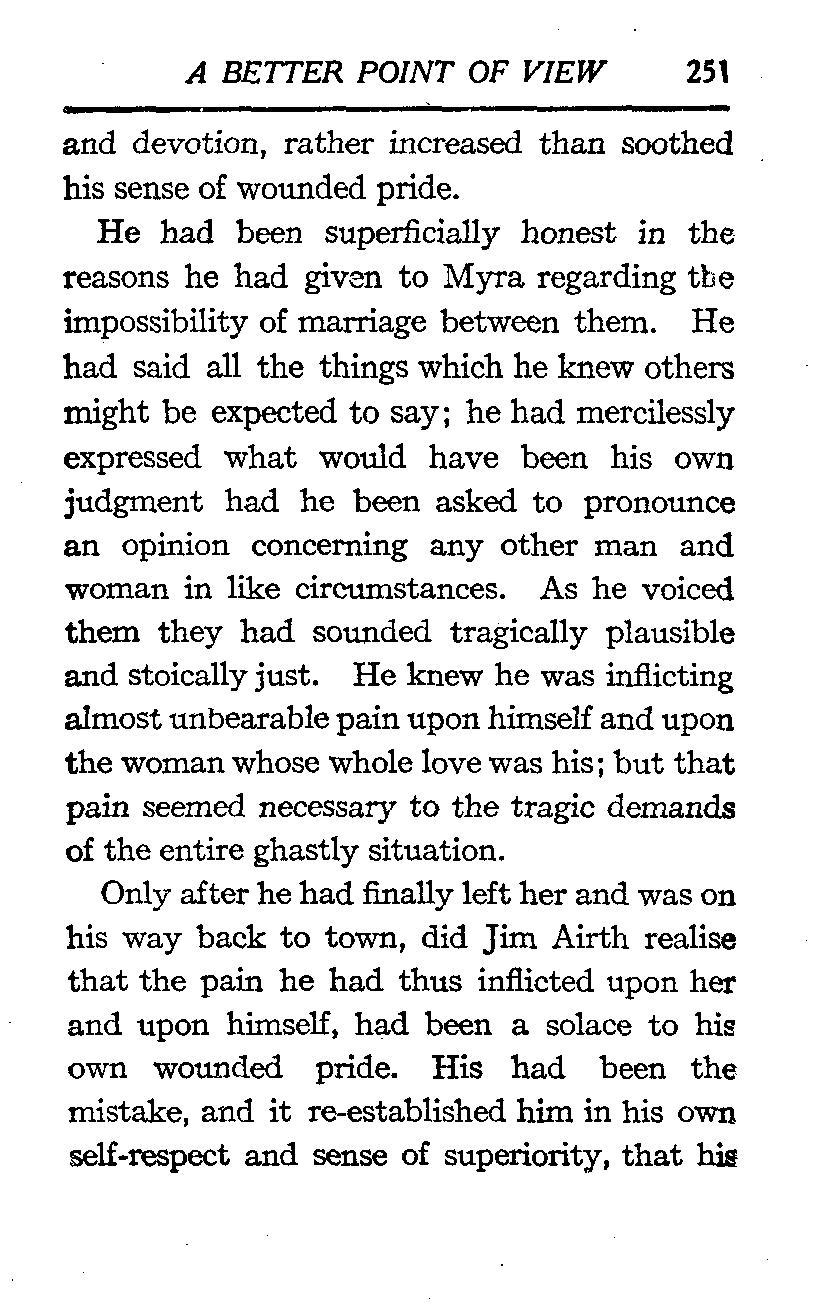 A BETTER POINT OF VIEW 251
and devotion, rather increased than soothed
his sense of wounded pride.
He had been superficially honest in the
reasons he had given to Myra regarding the
impossibility of marriage between them. He
had said all the things which he knew others
might be expected to say; he had mercilessly
expressed what would have been his own
judgment had he been asked to pronounce
an opinion concerning any other man and
woman in like circumstances. As he voiced
them they had sounded tragically plausible
and stoically just. He knew he was inflicting
almost unbearable pain upon himself and upon
the woman whose whole love was his; but that
pain seemed necessary to the tragic demands
of the entire ghastly situation.
Only after he had finally left her and was on
his way back to town, did Jim Airth realise
that the pain he had thus inflicted upon her
and upon himself, had been a solace to his
own wounded pride. His had been the
mistake, and it re-established him in his own
self-respect and sense of superiority, that his